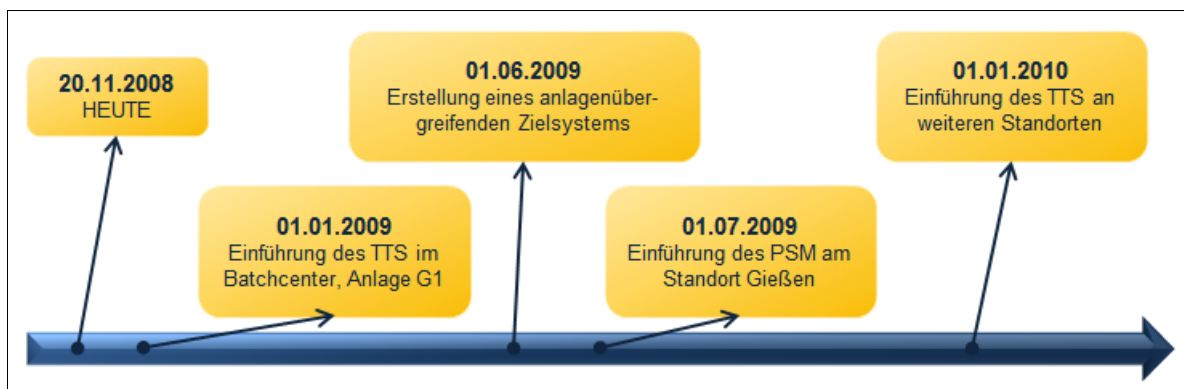 20.11.2008
HEUTE
01.01.2009
Einführung des TTS im
Batchcenter, Anlage G1
01.06.2009
Erstellung eines anlagenüber-
greifenden Zielsystems
01.07.2009
Einführung des PSM am
Standort Gießen
01.01.2010
Einführung des TTS an
weiteren Standorten